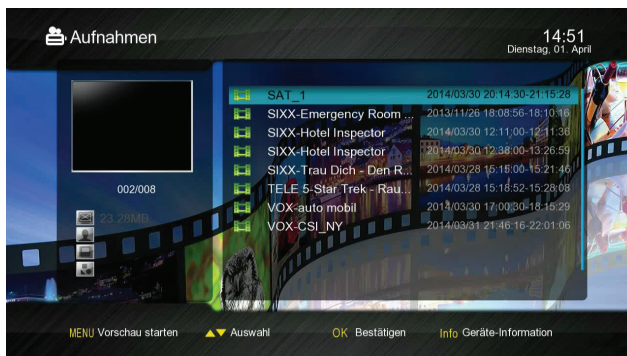 Aufnahmen
14:51
Dienstag, 01. April
SAT_1 2014/03/30 20:14:30-21:15:28
SIXX-Emergency Room ... 2013/11/26 18:08:56-18:10:16
SIXX-Hotel Inspector 2014/03/30 12:11:00-12:11:36
SIXX-Hotel Inspector 2014/03/30 12:38:00-13:26:59
SIXX-Trau Dich - Den R... 2014/03/28 15:15:00-15:21:46
TELE 5-Star Trek - Rau... 2014/03/28 15:18:52-15:28:08
VOX-auto mobil 2014/03/30 17:00:30-18:15:29
VOX-CSI_NY 2014/03/31 21:46:16-22:01:06
002/008
23.28MB
MENU Vorschau starten Auswahl OK Bestätigen Info Geräte-Information